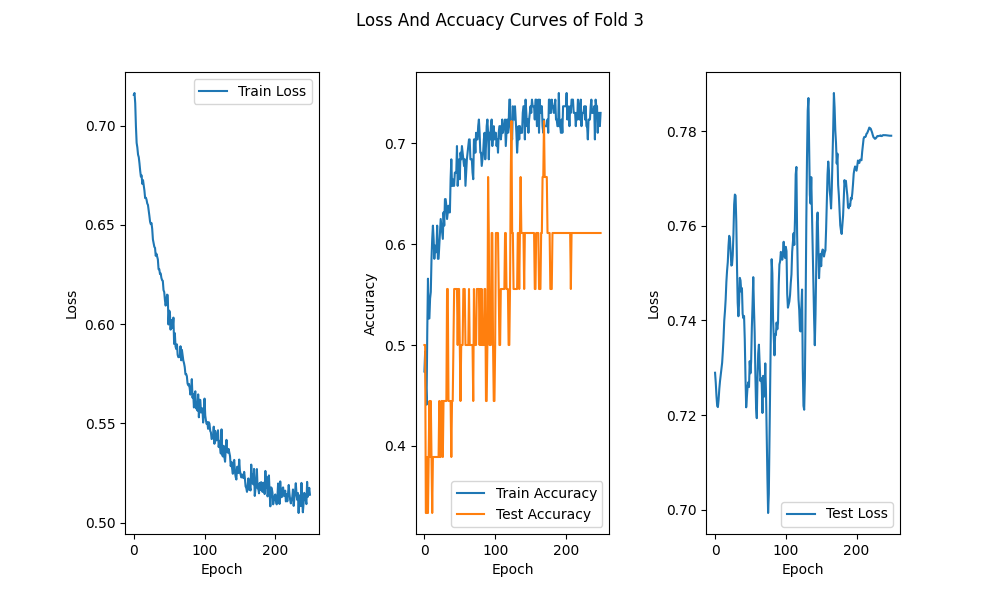 Loss And Accuacy Curves of Fold 3
Train Loss
0.70
0.65
0.60
0.55
0.50
Loss
0
100
200
Epoch
0.7
0.6
0.5
0.4
Accuracy
Train Accuracy
Test Accuracy
0
100
200
Epoch
0.78
0.76
0.74
0.72
0.70
Loss
Test Loss
0
100
200
Epoch